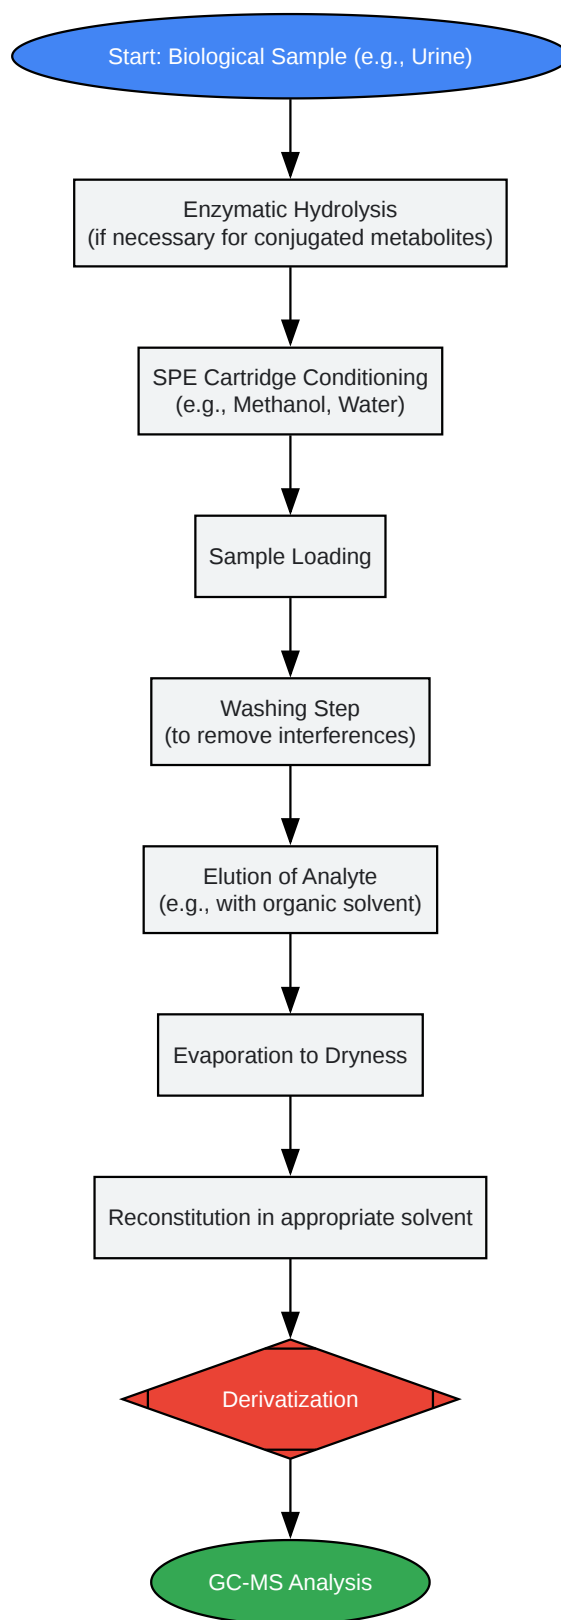 Start: Biological Sample (e.g., Urine)
Enzymatic Hydrolysis
(if necessary for conjugated metabolites)
SPE Cartridge Conditioning
(e.g., Methanol, Water)
Sample Loading
Washing Step
(to remove interferences)
Elution of Analyte
(e.g., with organic solvent)
Evaporation to Dryness
Reconstitution in appropriate solvent
Derivatization
GC-MS Analysis